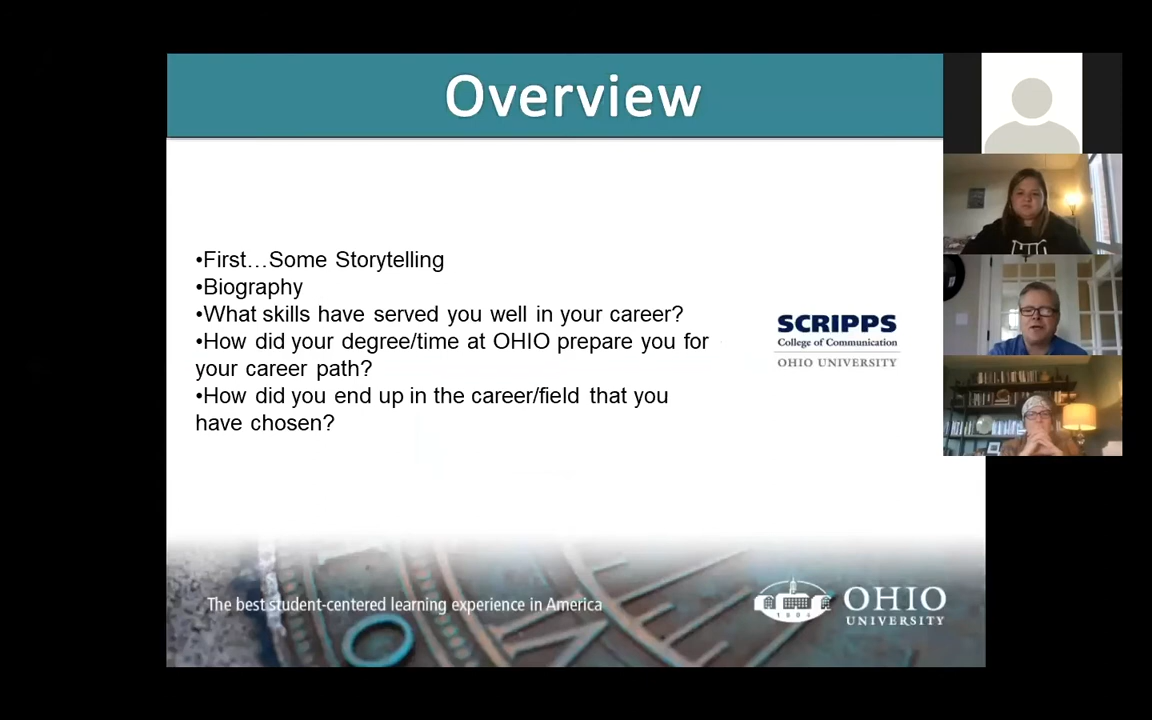 Overview
•First…Some Storytelling
•Biography
•What skills have served you well in your career?
•How did your degree/time at OHIO prepare you for
your career path?
•How did you end up in the career/field that you
have chosen?
SCRIPPS
College of Communication
OHIO UNIVERSITY
The best student-centered learning experience in America
1804
OHIO
UNIVERSITY